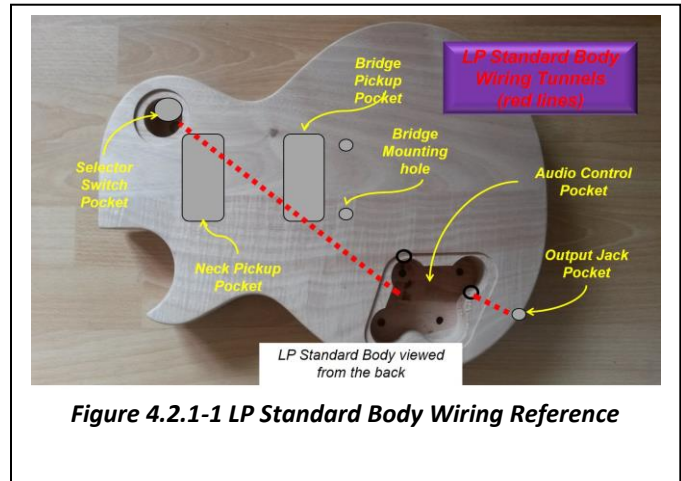 LP Standard Body
Wiring Tunnels
(red lines)
Bridge
Pickup
Pocket
Bridge
Mounting
hole
Selector
Switch
Pocket
Audio Control
Pocket
Neck Pickup
Pocket
Output Jack
Pocket
LP Standard Body viewed
from the back
Figure 4.2.1-1 LP Standard Body Wiring Reference